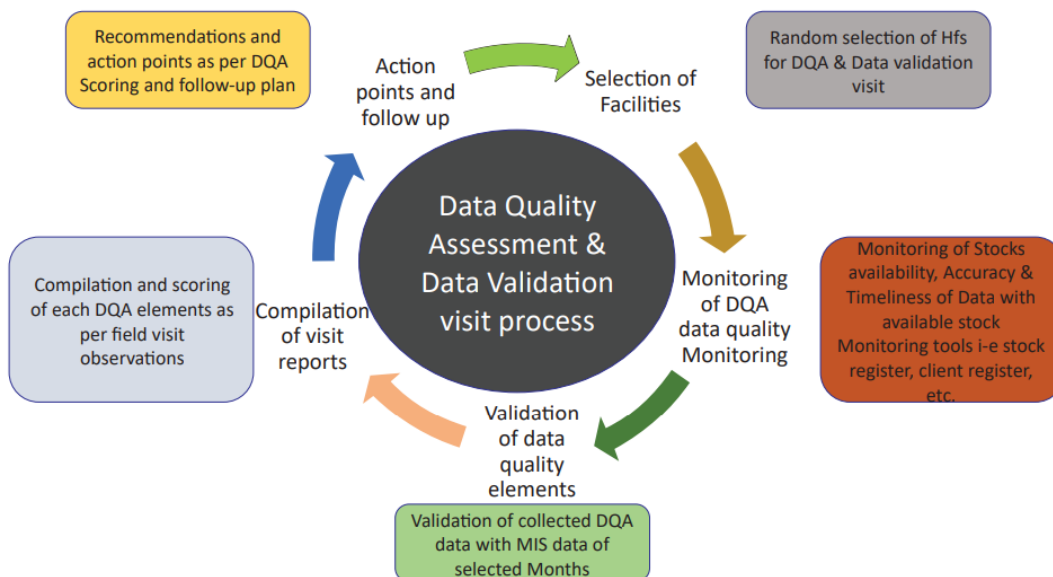 Recommendations and
action points as per DQA
Scoring and follow-up plan
Action
points and
follow up
Selection of
Facilities
Random selection of Hfs
for DQA & Data validation
visit
Data Quality
Assessment &
Data Validation
visit process
Monitoring
of DQA
data quality
Monitoring
Monitoring of Stocks
availability, Accuracy &
Timeliness of Data with
available stock
Monitoring tools i-e stock
register, client register,
etc.
Validation
of data
quality
elements
Validation of collected DQA
data with MIS data of
selected Months
Compilation
of visit
reports
Compilation and scoring
of each DQA elements as
per field visit
observations